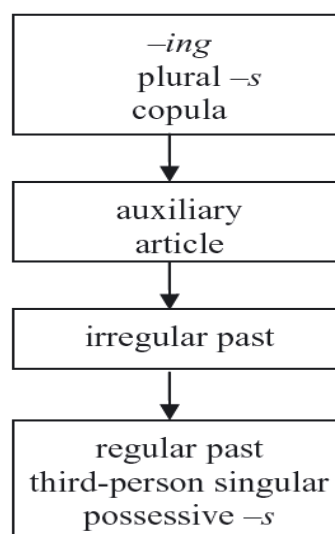 –ing
plural –s
copula
auxiliary
article
irregular past
regular past
third-person singular
possessive –s